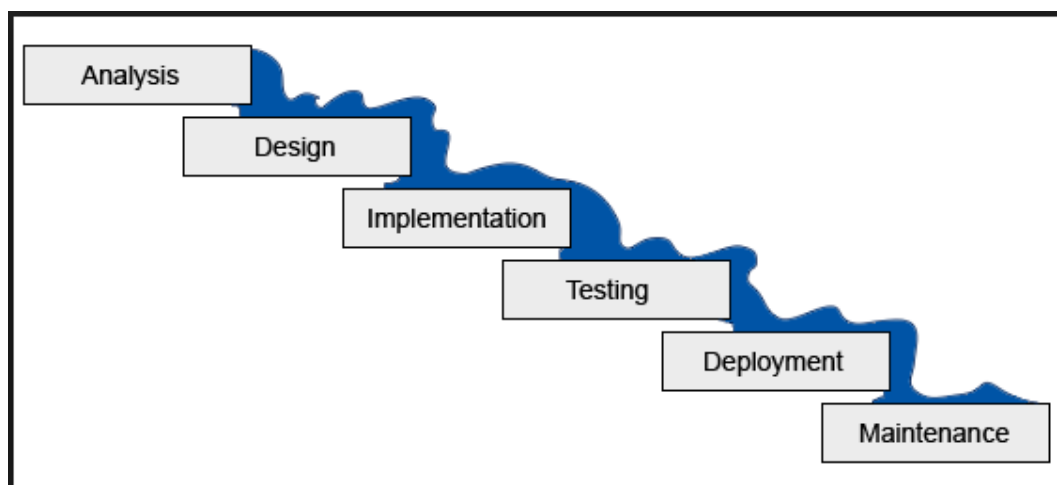 Analysis
Design
Implementation
Testing
Deployment
Maintenance